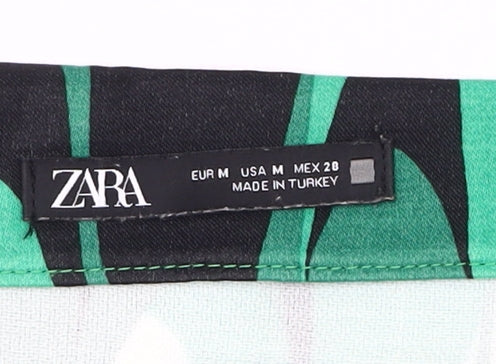 ZARA
EUR M USA M MEX 28
MADE IN TURKEY